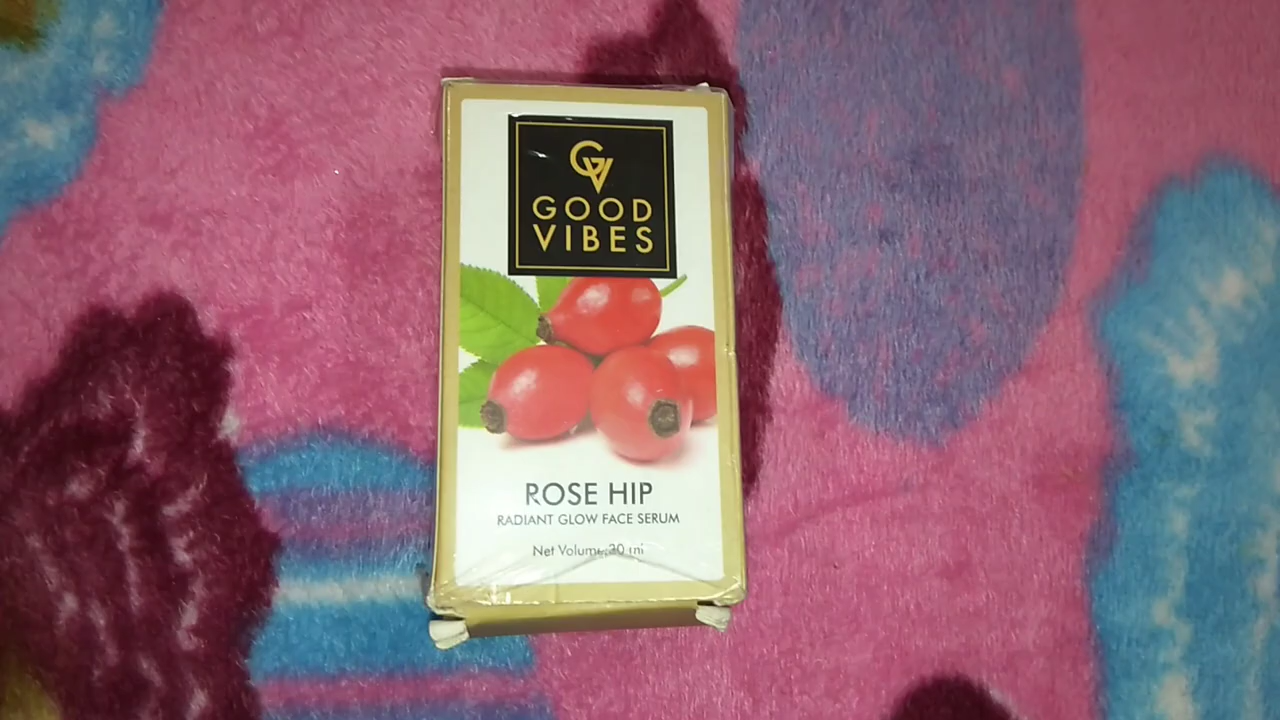 GV
GOOD
VIBES
ROSE HIP
RADIANT GLOW FACE SERUM
Net Volume 30 ml